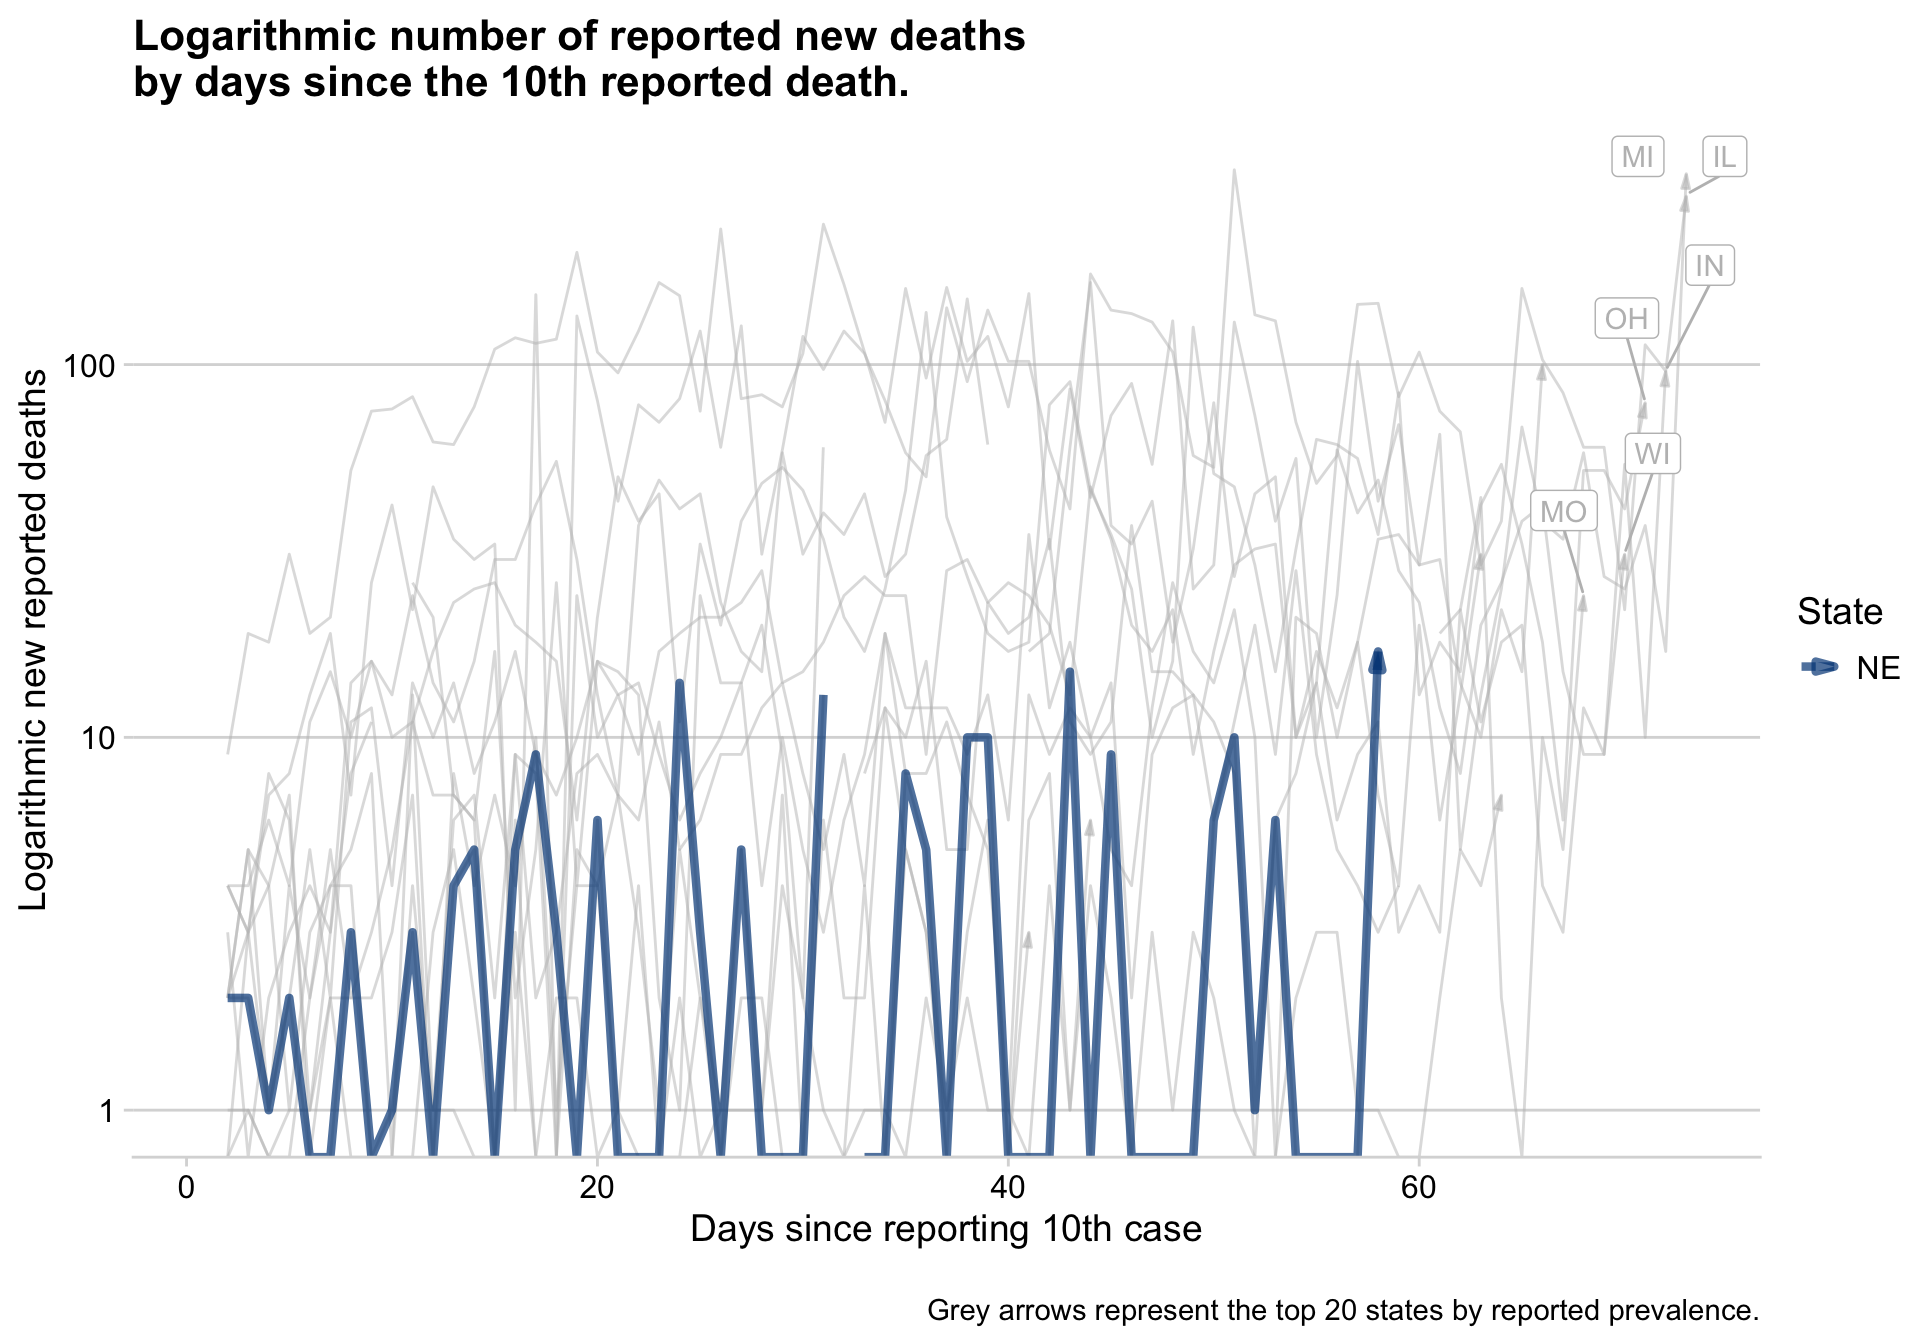 Logarithmic number of reported new deaths
by days since the 10th reported death.
MI
IL
IN
OH
WI
MO
100
10
1
Logarithmic new reported deaths
0
20
40
60
Days since reporting 10th case
State
NE
Grey arrows represent the top 20 states by reported prevalence.